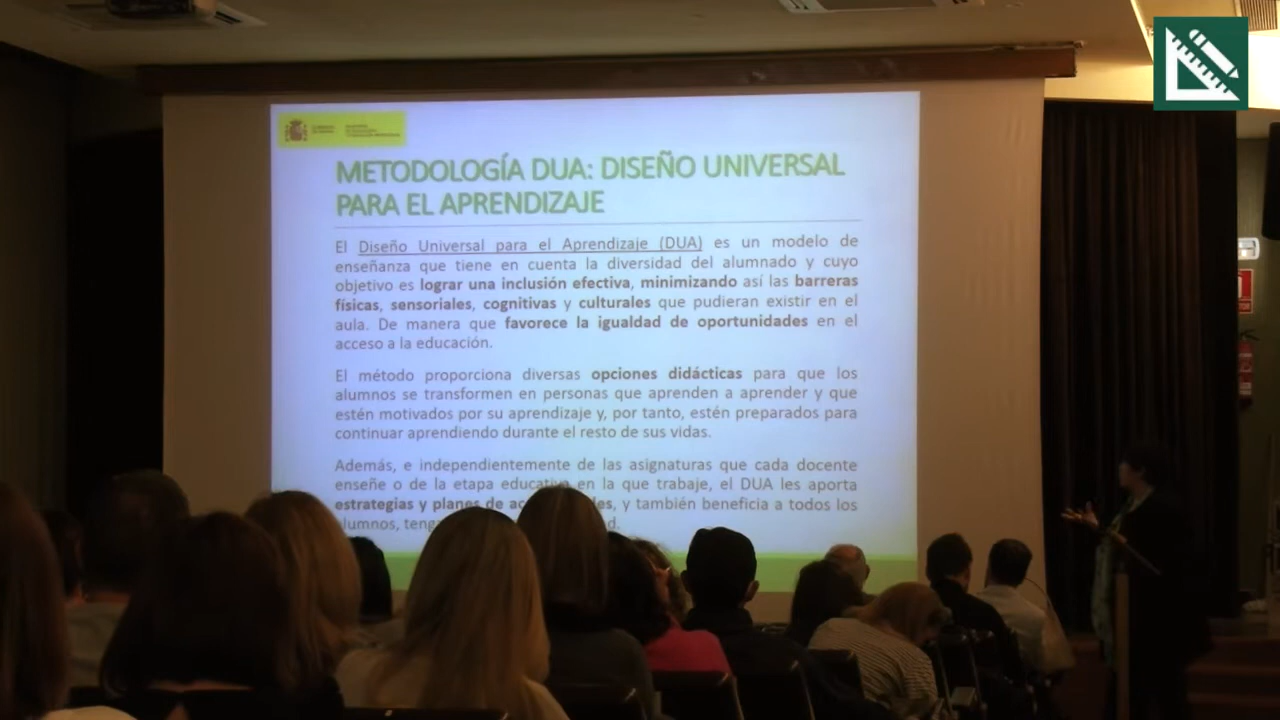 METODOLOGÍA DUA: DISEÑO UNIVERSAL
PARA EL APRENDIZAJE
El Diseño Universal para el Aprendizaje (DUA) es un modelo de
enseñanza que tiene en cuenta la diversidad del alumnado y cuyo
objetivo es lograr una inclusión efectiva, minimizando así las barreras
físicas, sensoriales, cognitivas y culturales que pudieran existir en el
aula. De manera que favorece la igualdad de oportunidades en el
acceso a la educación.
El método proporciona diversas opciones didácticas para que los
alumnos se transformen en personas que aprenden a aprender y que
estén motivados por su aprendizaje y, por tanto, estén preparados para
continuar aprendiendo durante el resto de sus vidas.
Además, e independientemente de las asignaturas que cada docente
enseñe o de la etapa educativa en la que trabaje, el DUA les aporta
estrategias y planes de , y también beneficia a todos los
alumnos,